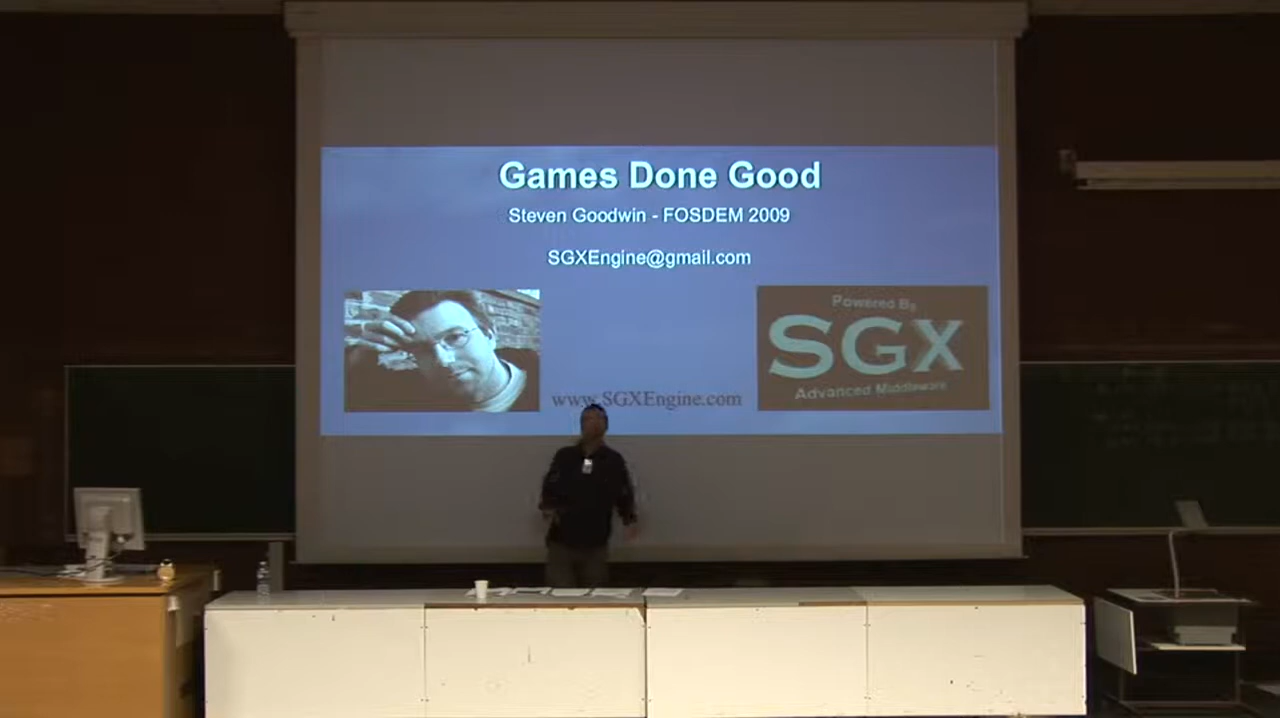 Games Done Good
Steven Goodwin - FOSDEM 2009
SGXEngine@gmail.com
Powered By
SGX
Advanced Middleware
www.SGXEngine.com